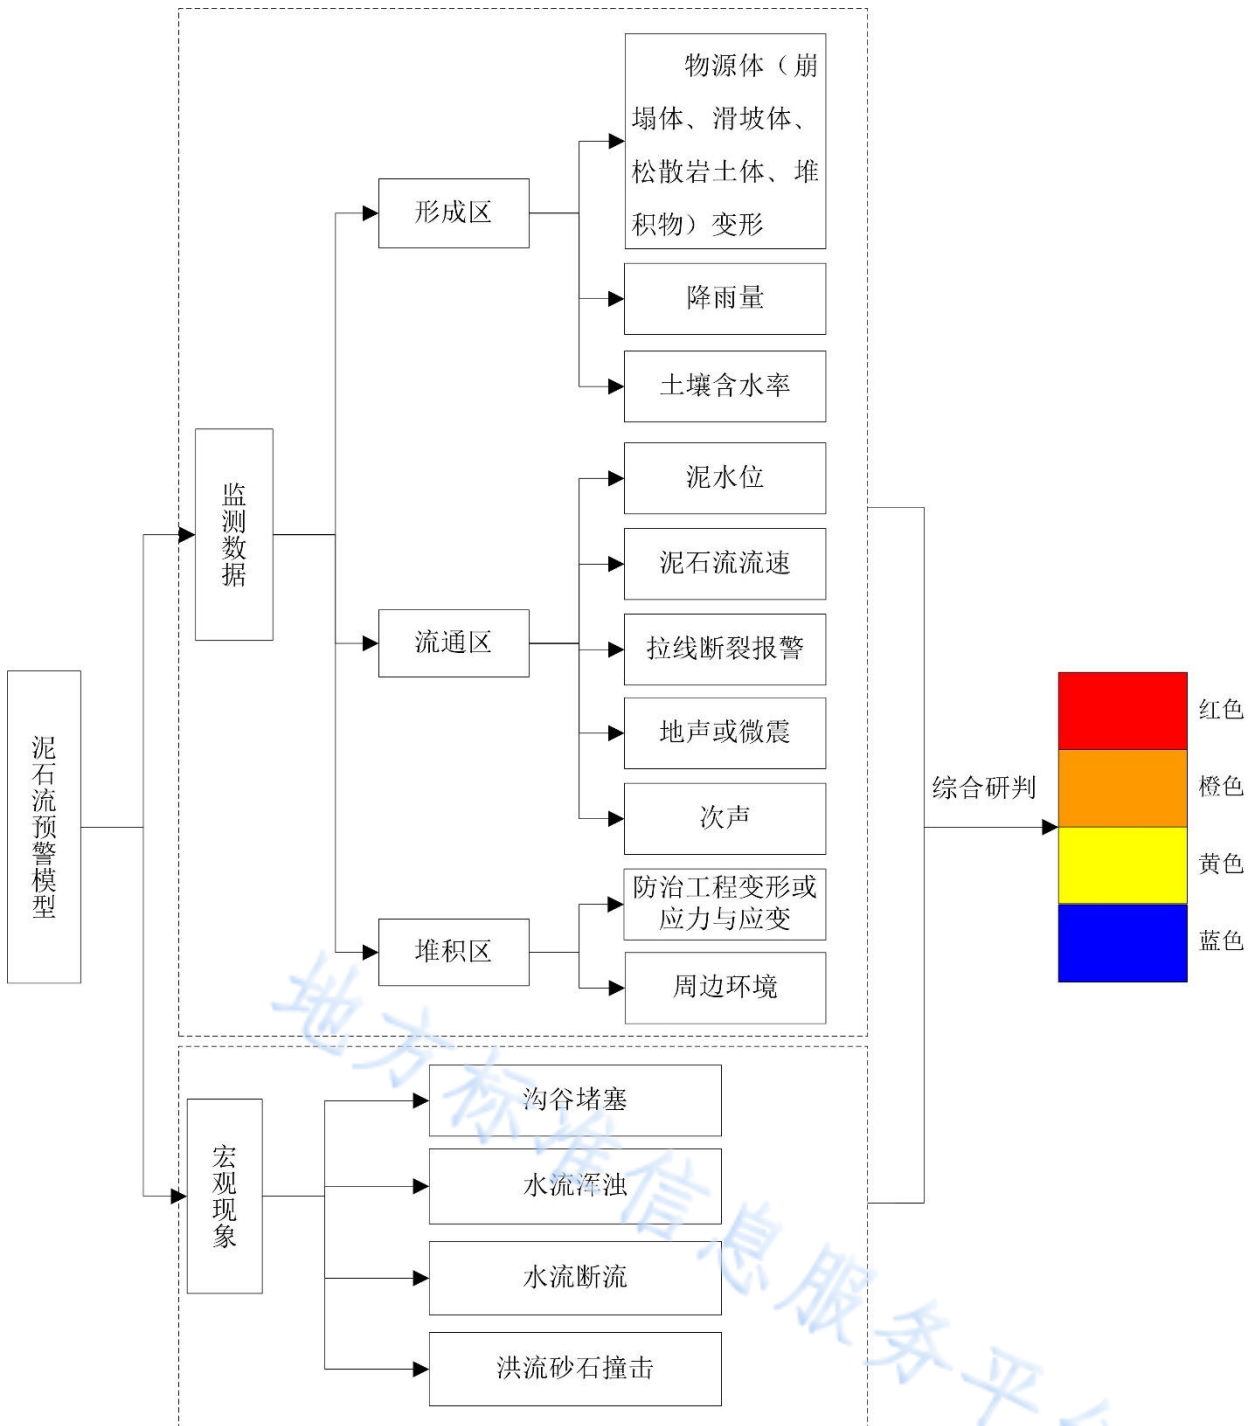 物源体（崩
塌体、滑坡体、
松散岩土体、堆
积物）变形
形成区
降雨量
土壤含水率
监测数据
泥水位
泥石流流速
流通区
拉线断裂报警
地声或微震
次声
防治工程变形或
应力与应变
堆积区
周边环境
泥石流预警模型
综合研判
红色
橙色
黄色
蓝色
宏观现象
沟谷堵塞
水流浑浊
水流断流
洪流砂石撞击
地方标准信息服务平